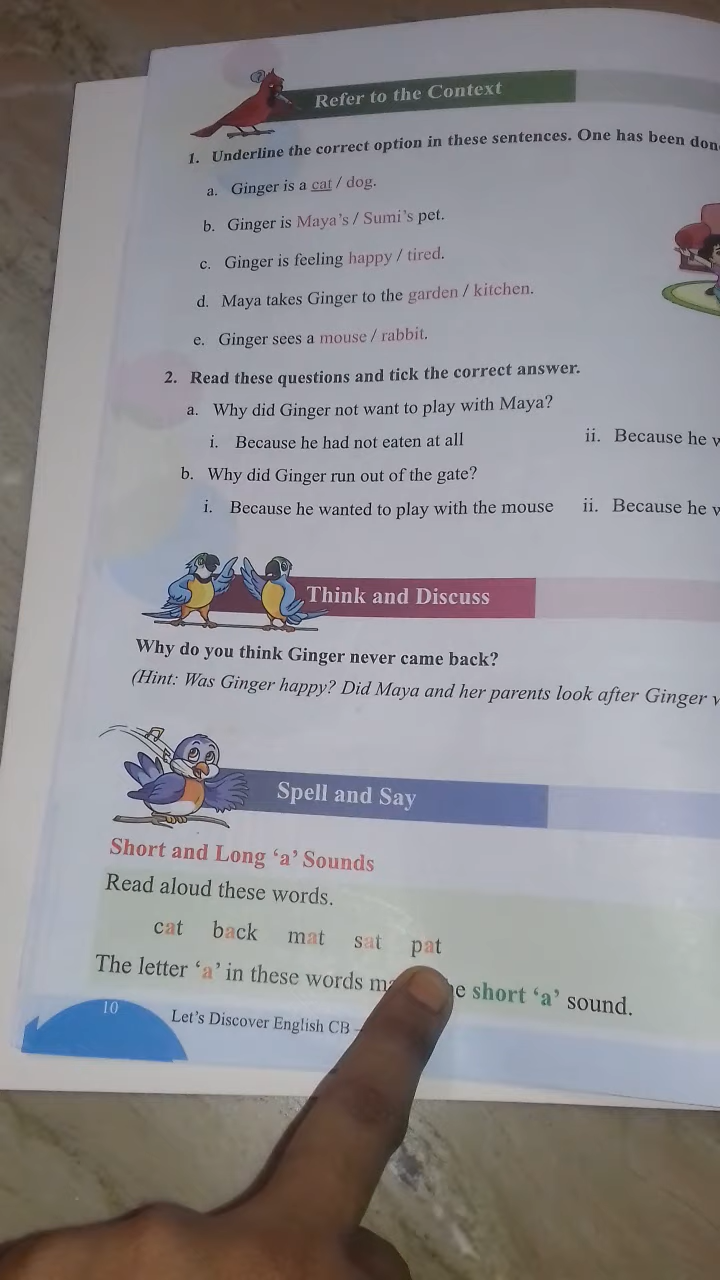 Refer to the Context
1. Underline the correct option in these sentences. One has been
a. Ginger is a cat / dog.
b. Ginger is Maya's / Sumi's pet.
c. Ginger is feeling happy / tired.
d. Maya takes Ginger to the garden / kitchen.
e. Ginger sees a mouse / rabbit.
2. Read these questions and tick the correct answer.
a. Why did Ginger not want to play with Maya?
i. Because he had not eaten at all ii. Because he
b. Why did Ginger run out of the gate?
i. Because he wanted to play with the mouse ii. Because he
Think and Discuss
Why do you think Ginger never came back?
(Hint: Was Ginger happy? Did Maya and her parents look after Ginger
Spell and Say
Short and Long 'a' Sounds
Read aloud these words.
cat back mat sat pat
The letter 'a' in these words short 'a' sound.
10 Let's Discover English CB –